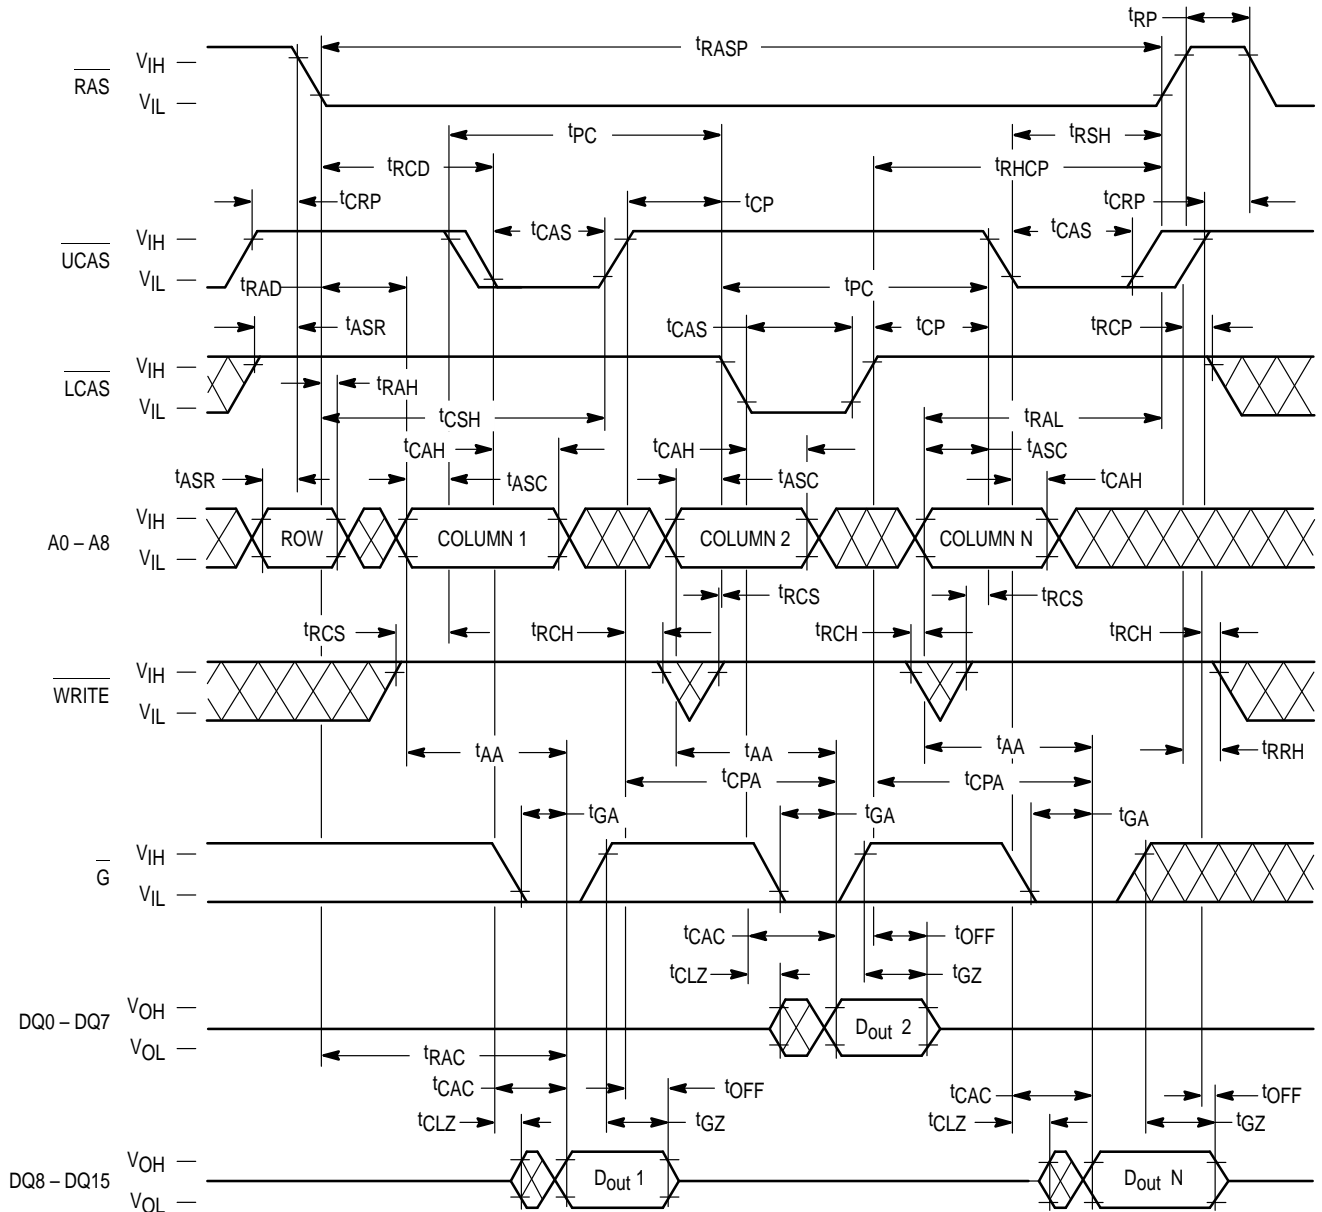 tRP
tRASP
RAS VIH
VIL
tPC tRSH
tRCD tRHCP
tCRP tCP tCRP
UCAS VIH tCAS tCAS
VIL tRAD tPC
tASR tCAS tCP tRCP
LCAS VIH tRAH
VIL tCSH tRAL
tCAH tCAH tASC
tASR tASC tASC tCAH
A0 – A8 VIH ROW COLUMN 1 COLUMN 2 COLUMN N
VIL
tRCS tRCS
tRCS tRCH tRCH tRCH
WRITE VIH
VIL
tAA tAA tAA tRRH
tCPA tCPA
tGA tGA tGA
G VIH
VIL
tCAC tOFF
tCLZ tGZ
DQ0 – DQ7 VOH Dout 2
VOL
tRAC
tCAC tOFF tCAC tOFF
tCLZ tGZ tCLZ tGZ
DQ8 – DQ15 VOH Dout 1 Dout N
VOL